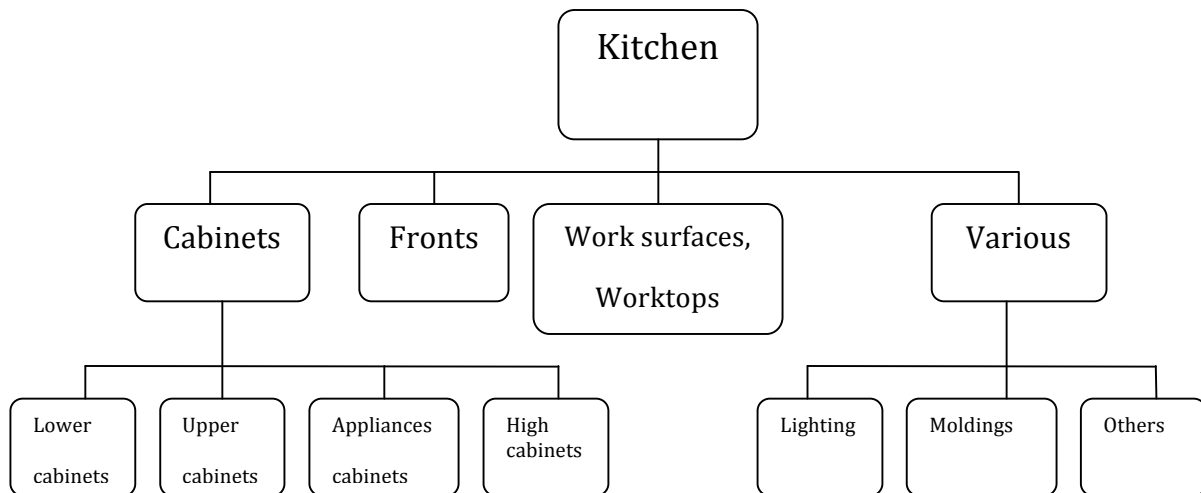 Kitchen
Cabinets
Fronts
Work surfaces,
Worktops
Various
Lower
cabinets
Upper
cabinets
Appliances
cabinets
High
cabinets
Lighting
Moldings
Others